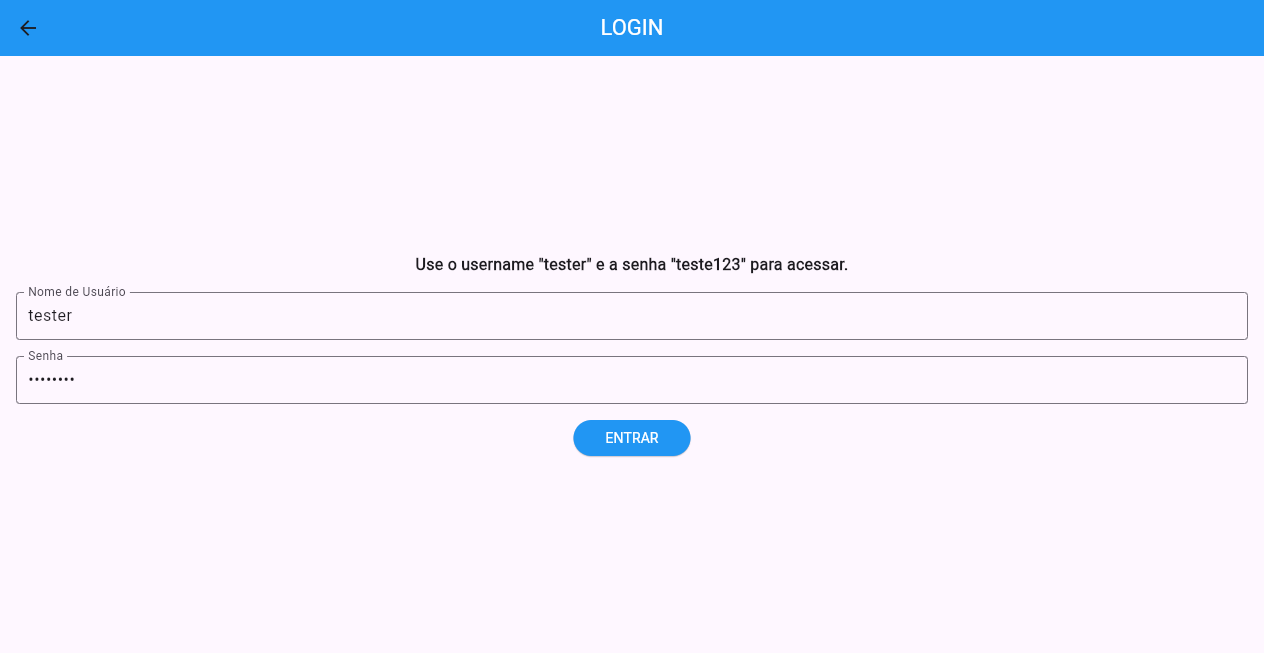 LOGIN
Use o username "tester" e a senha "teste123" para acessar.
Nome de Usuário
tester
Senha
••••••••
ENTRAR